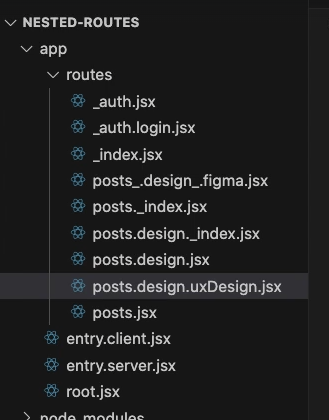 NESTED-ROUTES
app
routes
_auth.jsx
_auth.login.jsx
_index.jsx
posts_.design_.figma.jsx
posts._index.jsx
posts.design._index.jsx
posts.design.jsx
posts.design.uxDesign.jsx
posts.jsx
entry.client.jsx
entry.server.jsx
root.jsx
node_modules